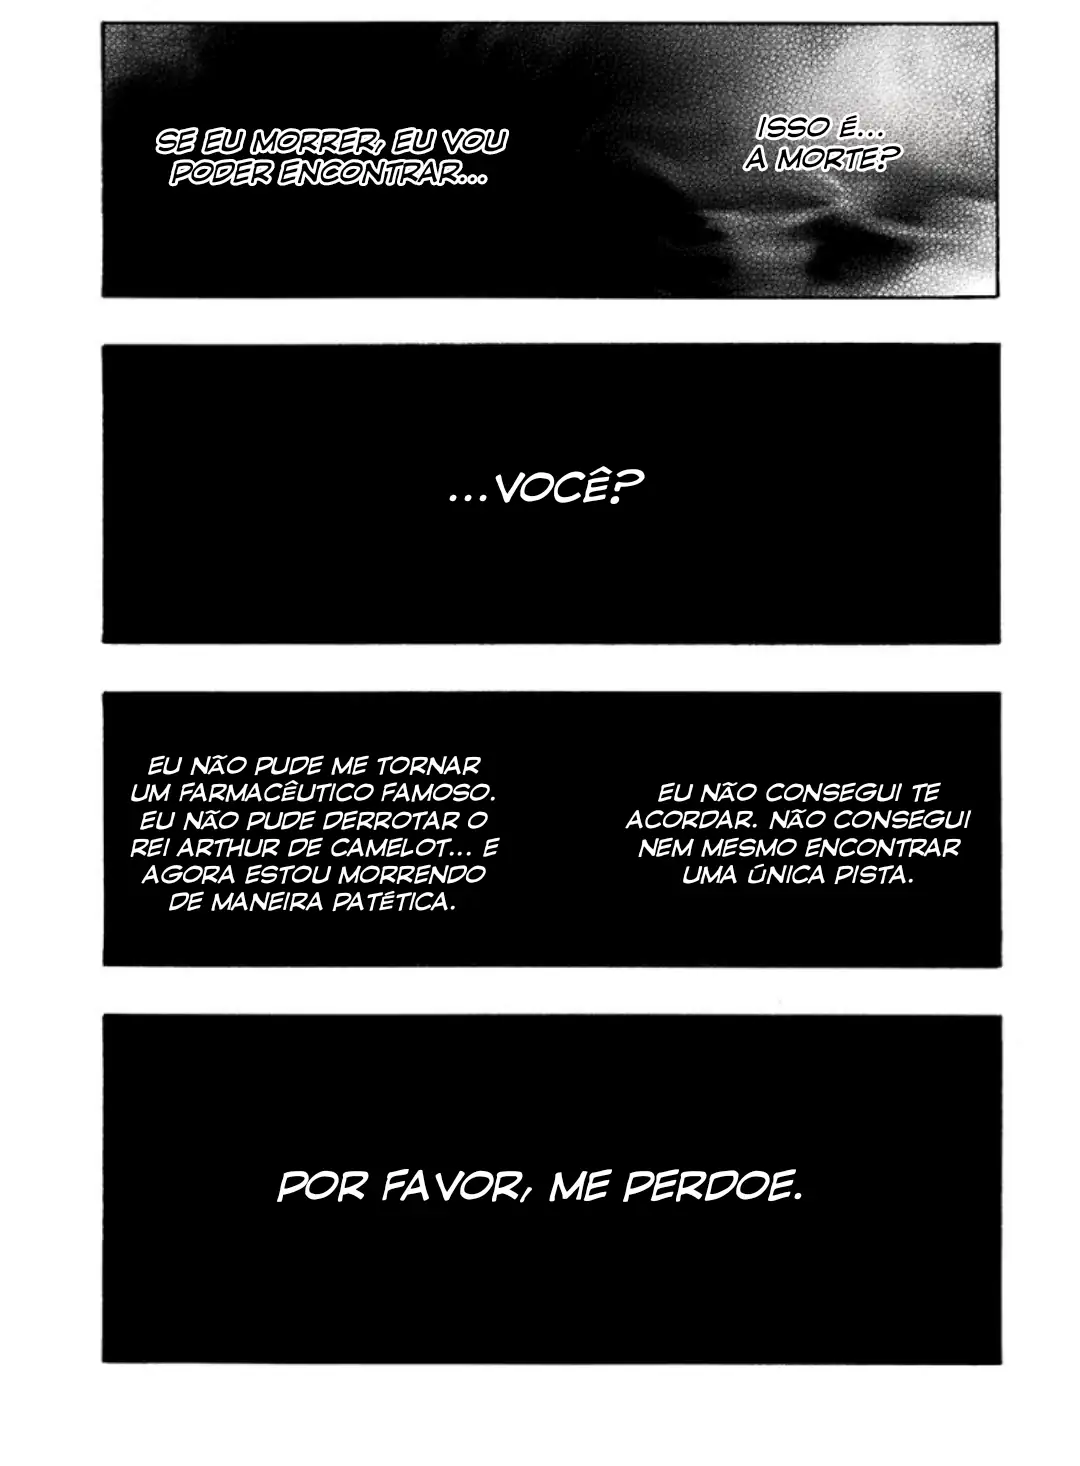 ISSO É...
A MORTE?
SE EU MORRER, EU VOU
PODER ENCONTRAR...
...VOCÊ?
EU NÃO CONSEGUI TE
ACORDAR. NÃO CONSEGUI
NEM MESMO ENCONTRAR
UMA ÚNICA PISTA.
EU NÃO PUDE ME TORNAR
UM FARMACÊUTICO FAMOSO.
EU NÃO PUDE DERROTAR O
REI ARTHUR DE CAMELOT... E
AGORA ESTOU MORRENDO
DE MANEIRA PATÉTICA.
POR FAVOR, ME PERDOE.